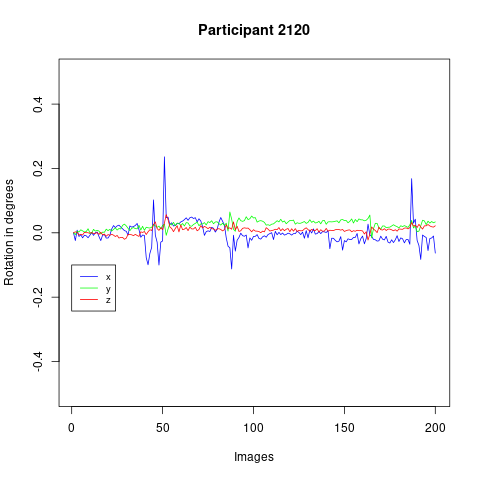 Participant 2120
Rotation in degrees
0.4
0.2
0.0
-0.2
-0.4
x
y
z
0 50 100 150 200
Images